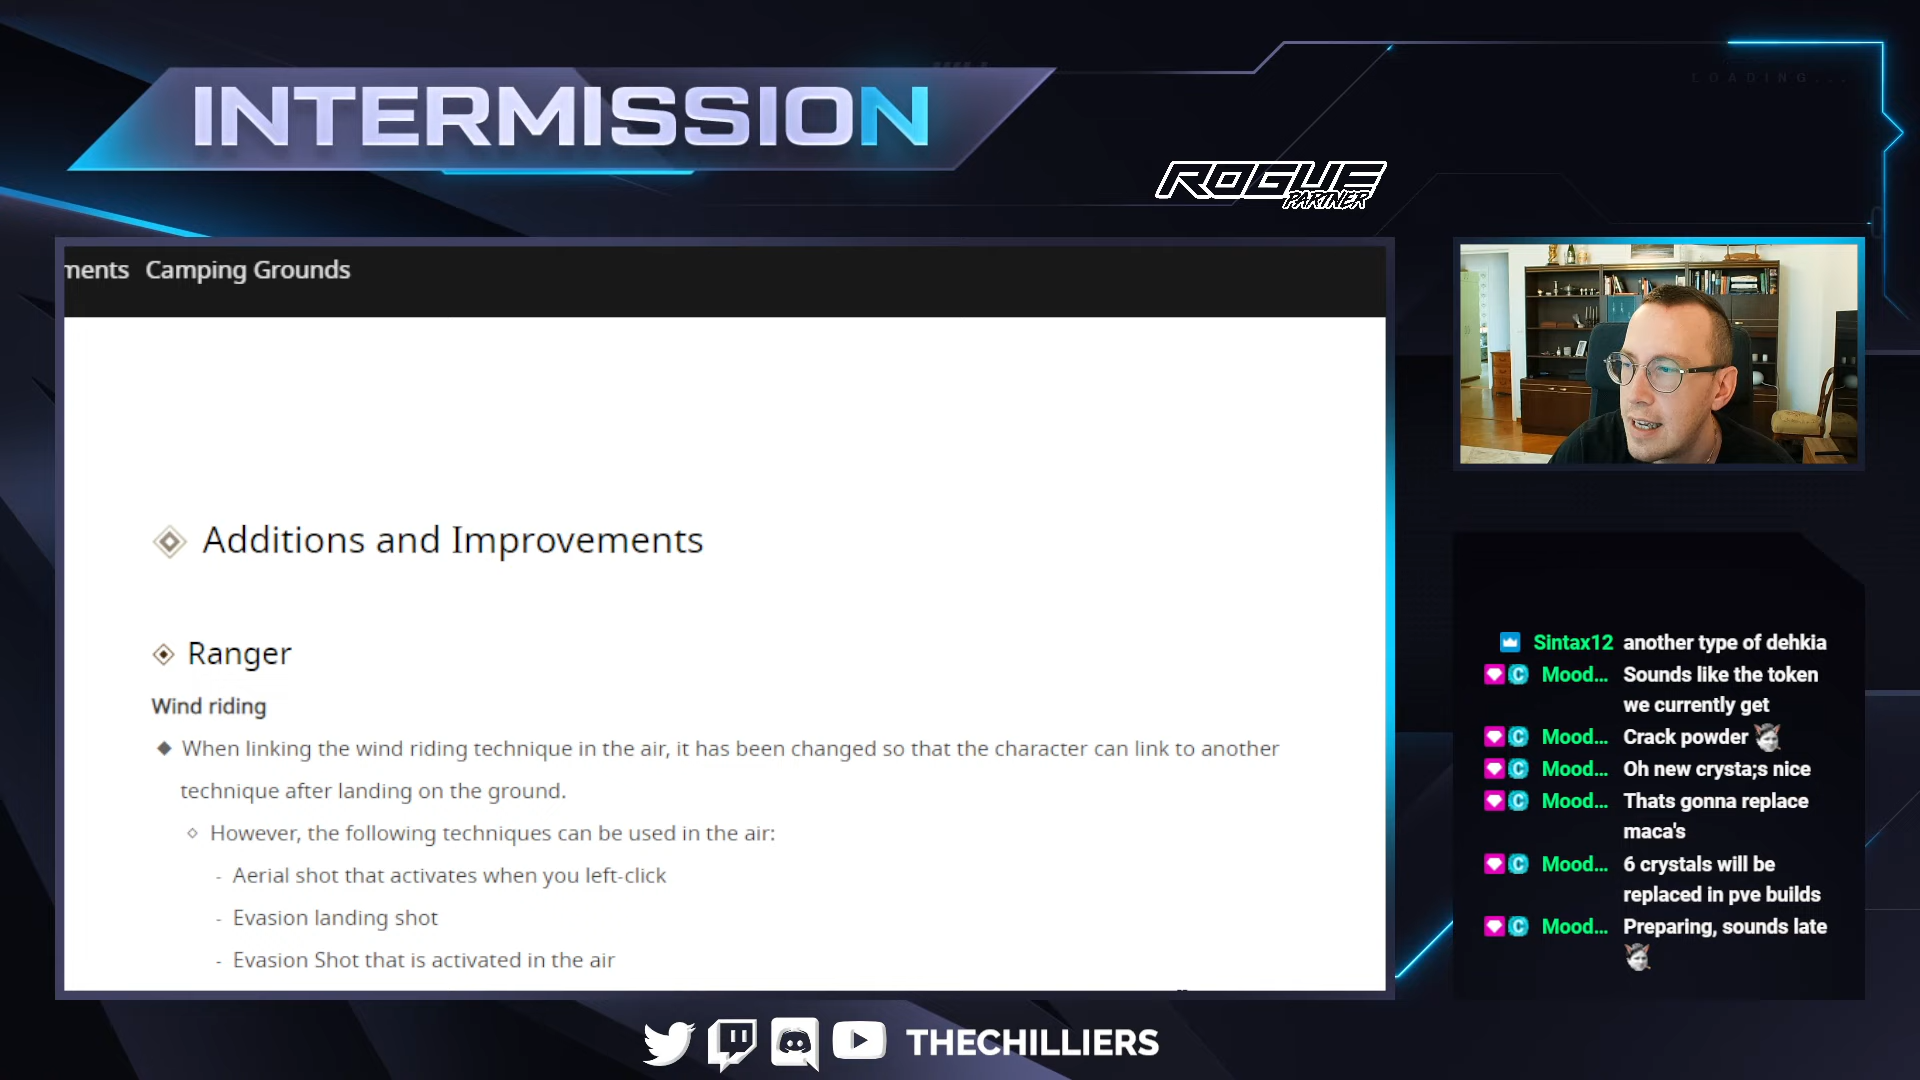 INTERMISSION
LOADING...
ROGUE
PARTNER
ments Camping Grounds
Additions and Improvements
Ranger
Wind riding
When linking the wind riding technique in the air, it has been changed so that the character can link to another
technique after landing on the ground.
However, the following techniques can be used in the air:
- Aerial shot that activates when you left-click
- Evasion landing shot
- Evasion Shot that is activated in the air
Sintax12 another type of dehkia
Mood... Sounds like the token
we currently get
Mood... Crack powder
Mood... Oh new crysta;s nice
Mood... Thats gonna replace
maca's
Mood... 6 crystals will be
replaced in pve builds
Mood... Preparing, sounds late
THECHILLIERS